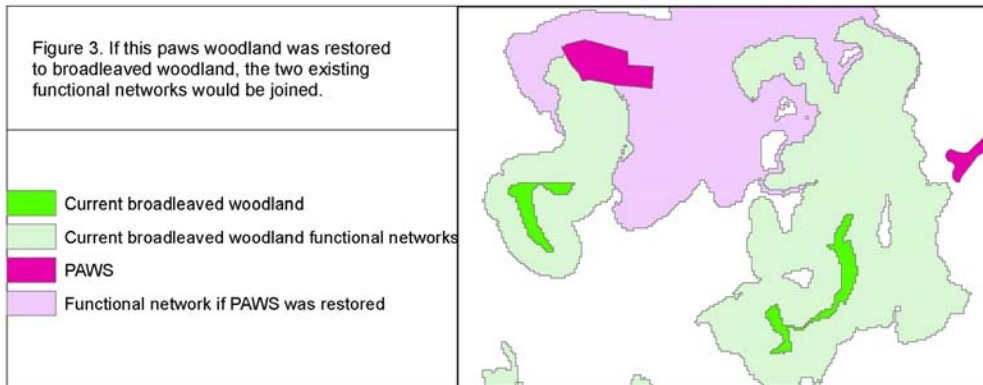 Figure 3. If this paws woodland was restored
to broadleaved woodland, the two existing
functional networks would be joined.
Current broadleaved woodland
Current broadleaved woodland functional networks
PAWS
Functional network if PAWS was restored